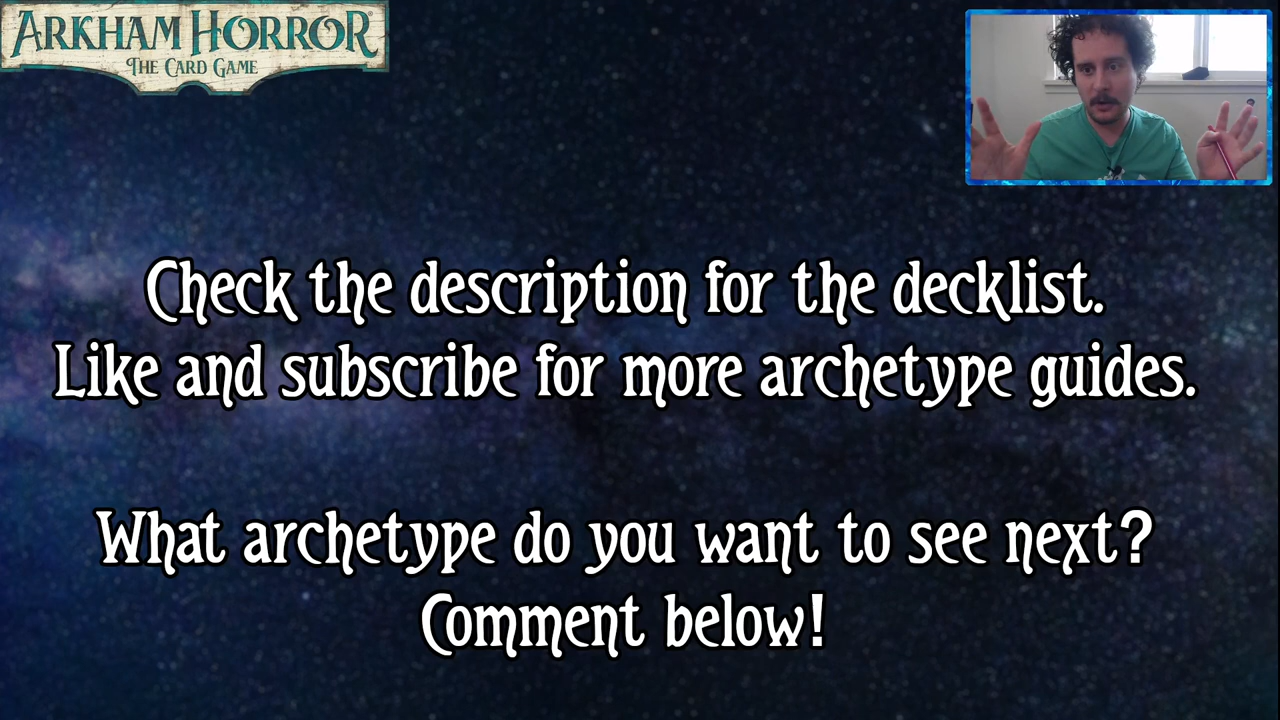 ARKHAM HORROR®
THE CARD GAME
Check the description for the decklist.
Like and subscribe for more archetype guides.
What archetype do you want to see next?
Comment below!